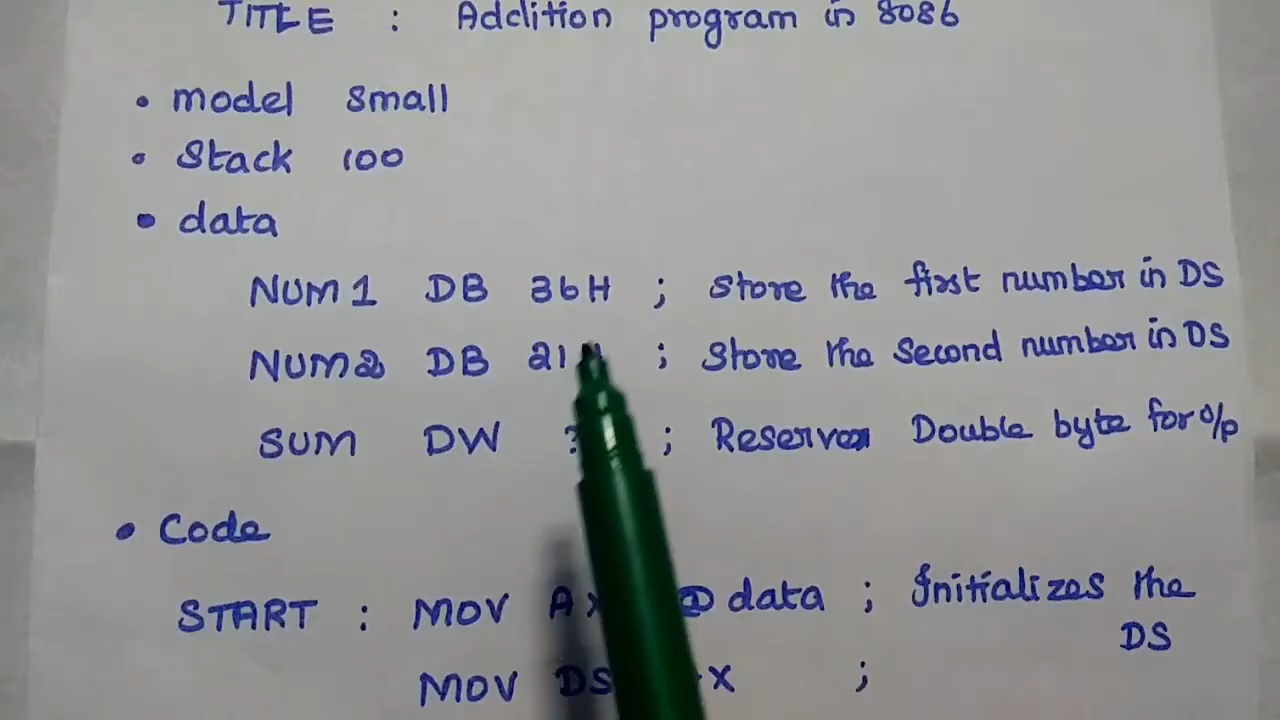 TITLE : Addition program in 8086
• model small
• Stack 100
• data
NUM1 DB 36H ; Store the first number in DS
NUM2 DB 21 ; Store the Second number in DS
SUM DW ? ; Reserves Double byte for O/p
• Code
START : MOV AX @ data ; Initializes the
DS
MOV DS X ;